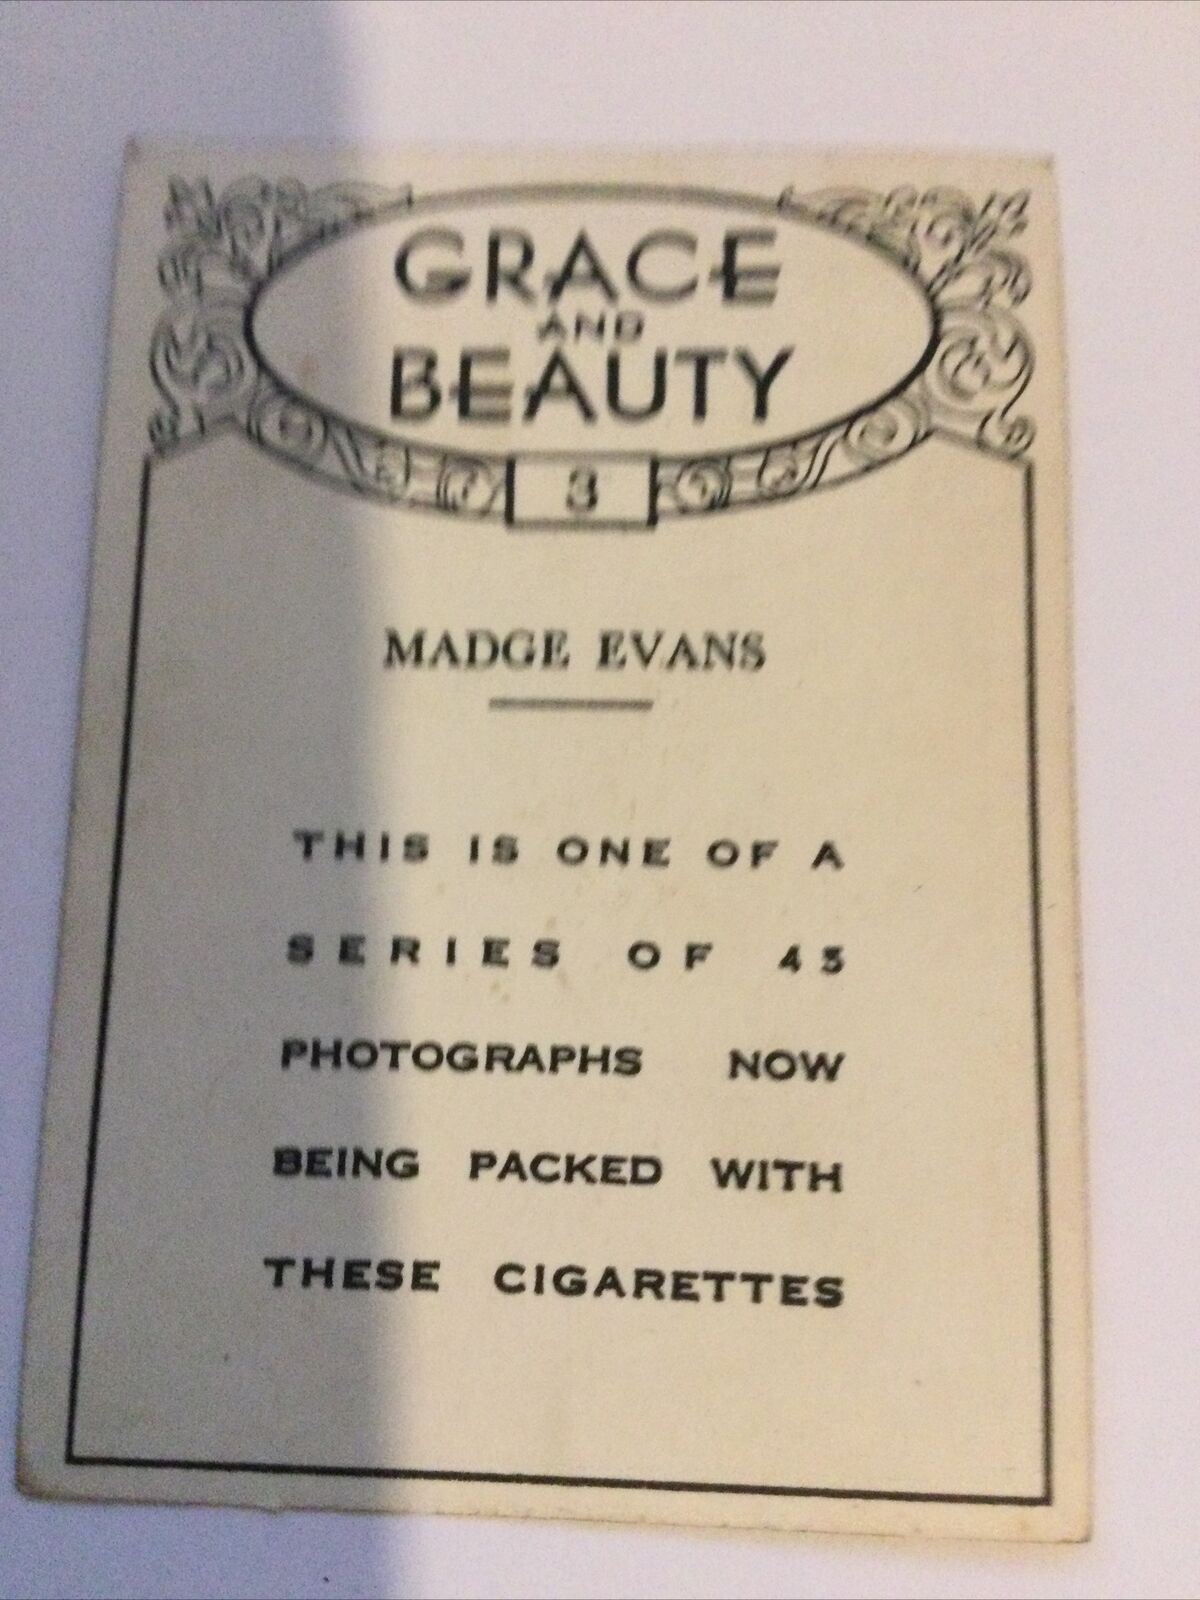 GRACE
AND
BEAUTY
3
MADGE EVANS
THIS IS ONE OF A
SERIES OF 45
PHOTOGRAPHS NOW
BEING PACKED WITH
THESE CIGARETTES